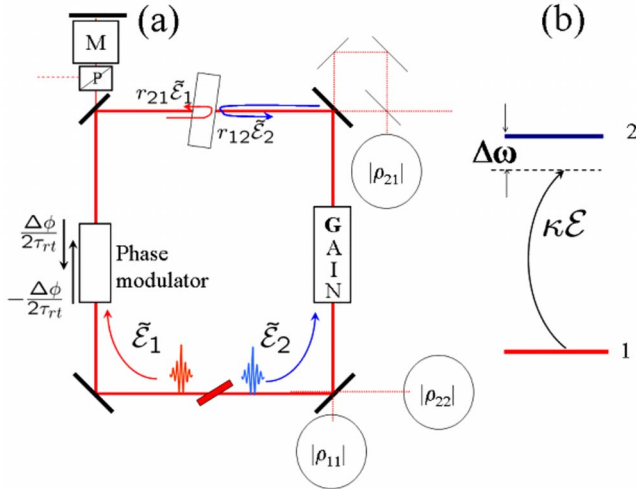 (a)
M
P
r₂₁ℰ̃₁
r₁₂ℰ̃₂
|ρ₂₁|
Δϕ
2τᵣₜ
−Δϕ
2τᵣₜ
Phase
modulator
G
A
I
N
ℰ̃₁
ℰ̃₂
|ρ₂₂|
|ρ₁₁|
(b)
2
Δω
κℰ
1